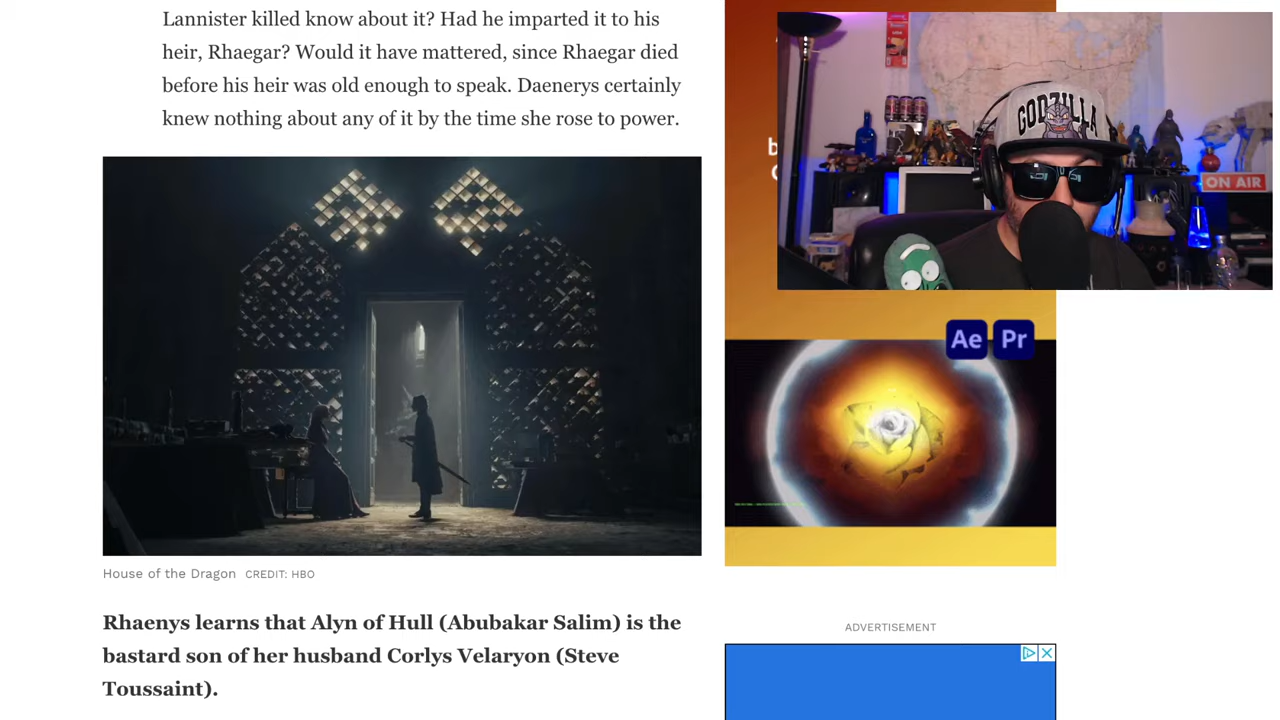 Lannister killed know about it? Had he imparted it to his
heir, Rhaegar? Would it have mattered, since Rhaegar died
before his heir was old enough to speak. Daenerys certainly
knew nothing about any of it by the time she rose to power.
GODZILLA
ON AIR
Ae Pr
House of the Dragon CREDIT: HBO
Rhaenys learns that Alyn of Hull (Abubakar Salim) is the
bastard son of her husband Corlys Velaryon (Steve
Toussaint).
ADVERTISEMENT